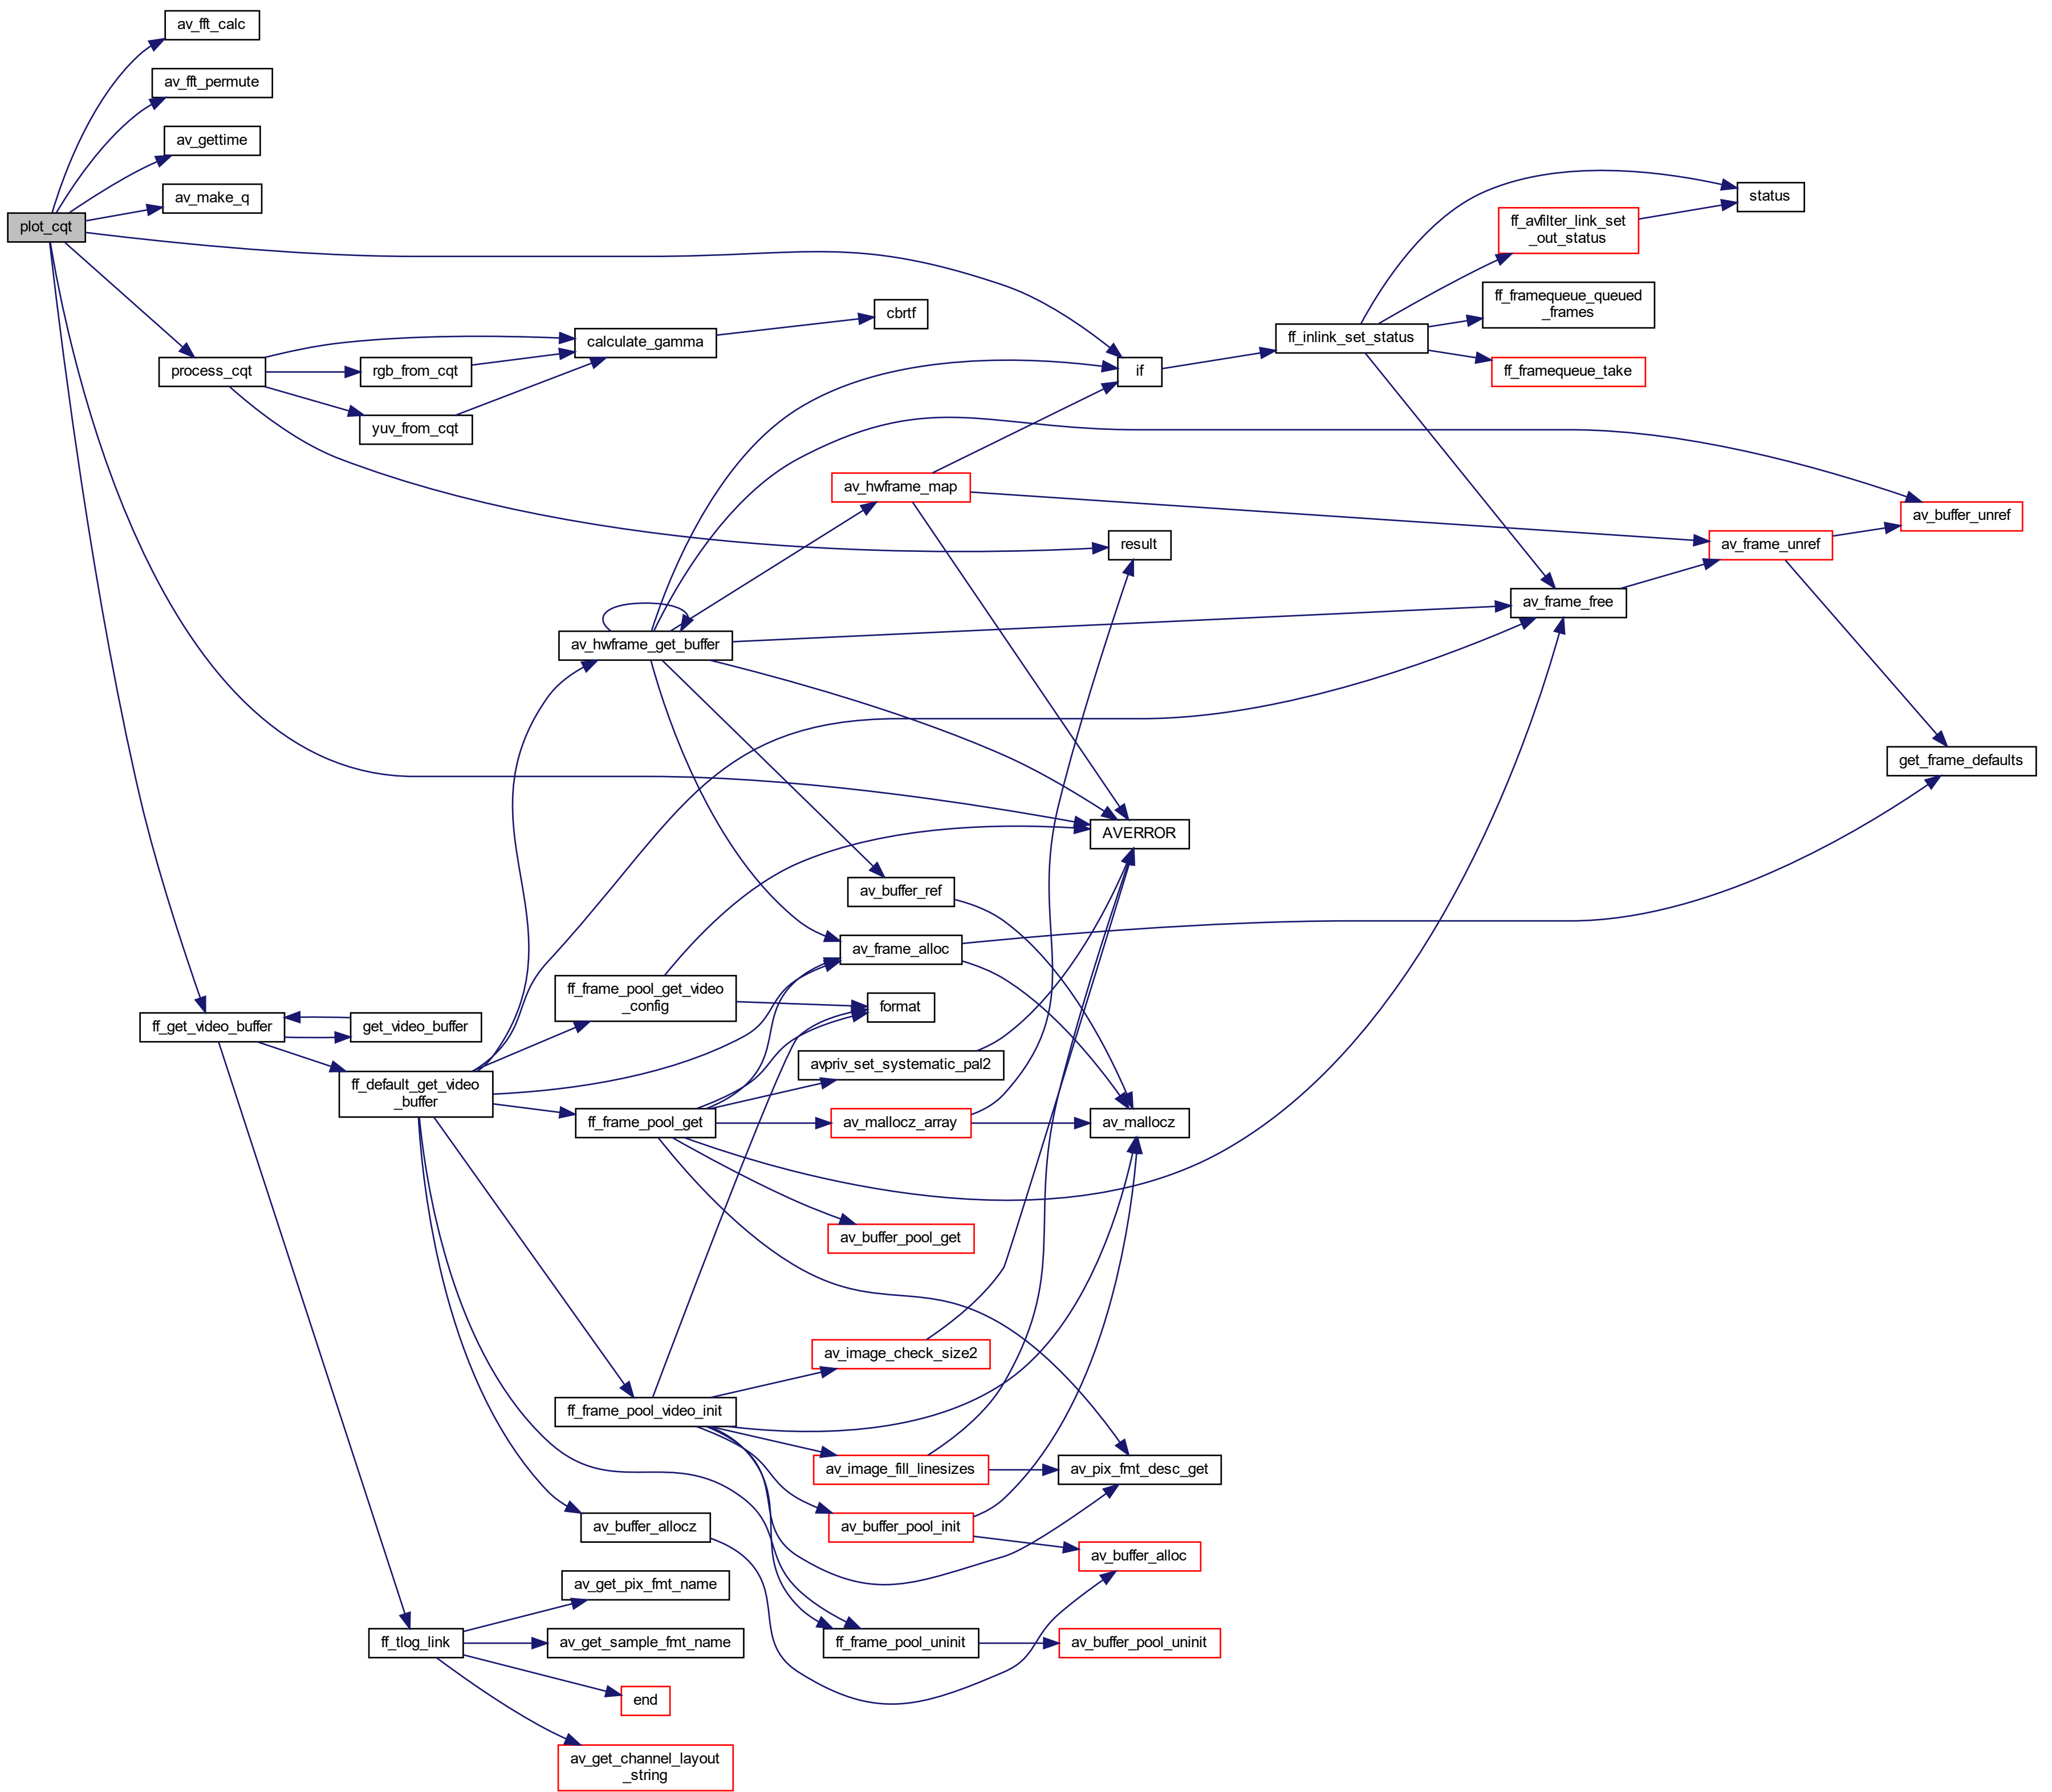 av_fft_calc
av_fft_permute
av_gettime
av_make_q
plot_cqt
process_cqt
rgb_from_cqt
yuv_from_cqt
calculate_gamma
cbrtf
if
ff_inlink_set_status
status
ff_avfilter_link_set
_out_status
ff_framequeue_queued
_frames
ff_framequeue_take
av_hwframe_map
av_buffer_unref
av_frame_unref
result
av_frame_free
av_hwframe_get_buffer
get_frame_defaults
AVERROR
av_buffer_ref
av_frame_alloc
ff_frame_pool_get_video
_config
format
ff_get_video_buffer
get_video_buffer
avpriv_set_systematic_pal2
ff_default_get_video
_buffer
ff_frame_pool_get
av_mallocz_array
av_mallocz
av_buffer_pool_get
av_image_check_size2
ff_frame_pool_video_init
av_image_fill_linesizes
av_pix_fmt_desc_get
av_buffer_allocz
av_buffer_pool_init
av_buffer_alloc
av_get_pix_fmt_name
ff_tlog_link
av_get_sample_fmt_name
ff_frame_pool_uninit
av_buffer_pool_uninit
end
av_get_channel_layout
_string